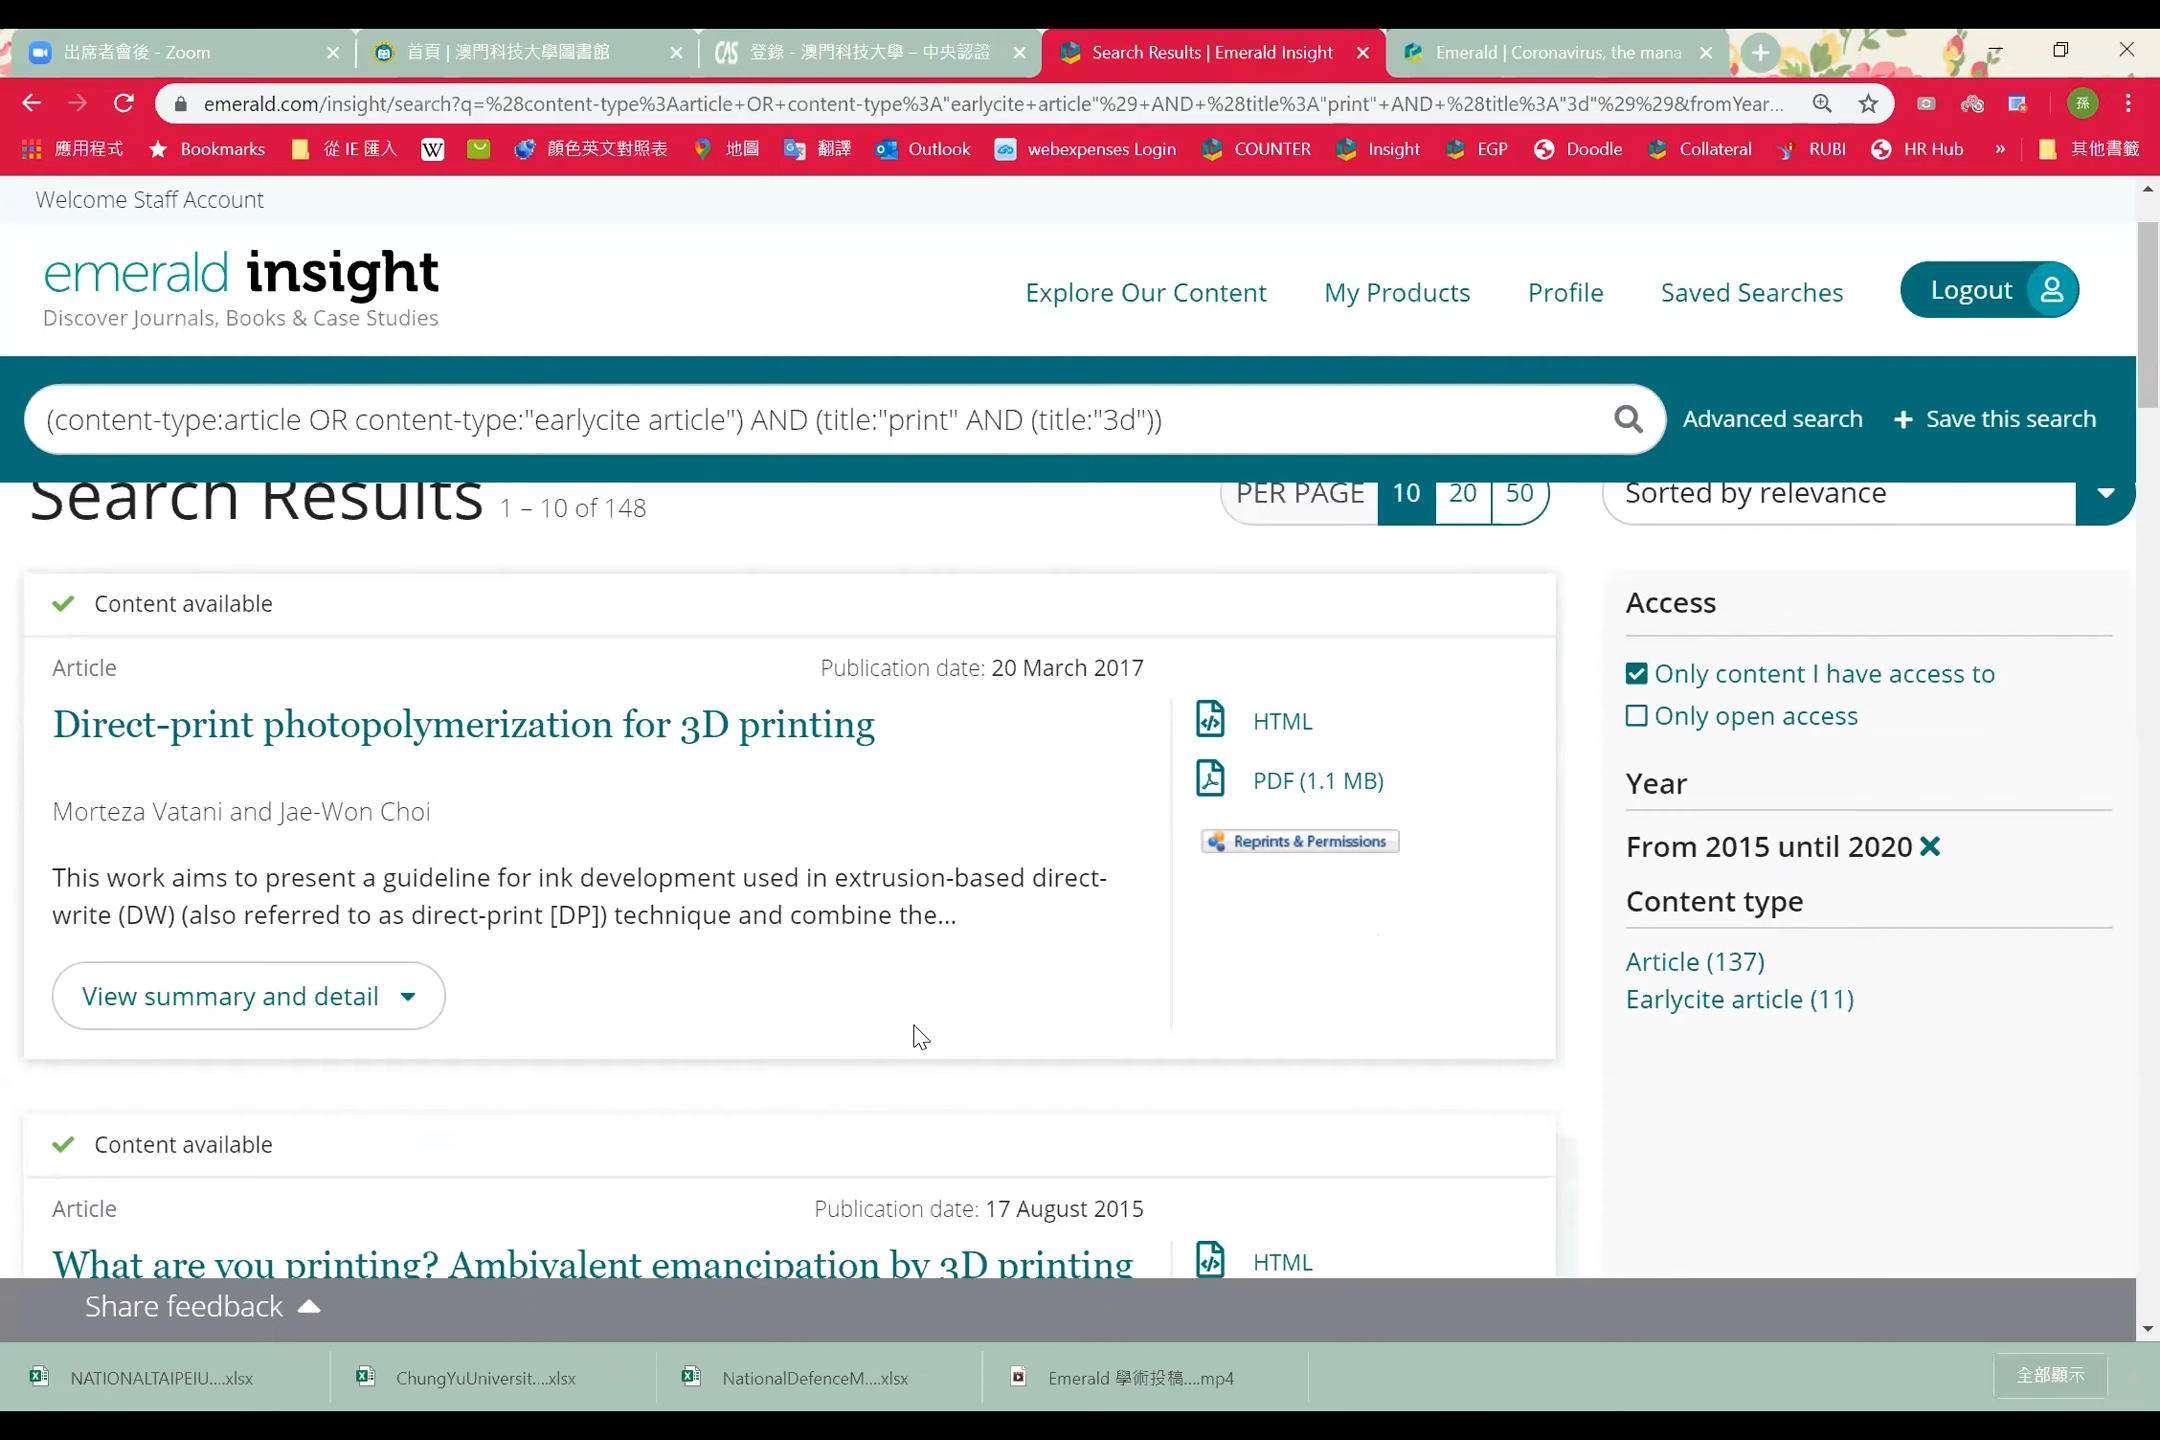 出席者會後 - Zoom
首頁 | 澳門科技大學圖書館
CAS 登錄 - 澳門科技大學 – 中央認證
Search Results | Emerald Insight
Emerald | Coronavirus, the mana
emerald.com/insight/search?q=%28content-type%3Aarticle+OR+content-type%3A"earlycite+article"%29+AND+%28title%3A"print"+AND+%28title%3A"3d"%29%29&fromYear...
孫
應用程式
Bookmarks
從 IE 匯入
W
顏色英文對照表
地圖
翻譯
Outlook
webexpenses Login
COUNTER
Insight
EGP
Doodle
Collateral
RUBI
HR Hub
»
其他書籤
Welcome Staff Account
emerald insight
Discover Journals, Books & Case Studies
Explore Our Content
My Products
Profile
Saved Searches
Logout
(content-type:article OR content-type:"earlycite article") AND (title:"print" AND (title:"3d"))
Advanced search
+ Save this search
Search Results 1 – 10 of 148
PER PAGE 10 20 50
Sorted by relevance
Content available
Article
Publication date: 20 March 2017
Direct-print photopolymerization for 3D printing
Morteza Vatani and Jae-Won Choi
This work aims to present a guideline for ink development used in extrusion-based direct-
write (DW) (also referred to as direct-print [DP]) technique and combine the...
View summary and detail
HTML
PDF (1.1 MB)
Reprints & Permissions
Access
Only content I have access to
Only open access
Year
From 2015 until 2020
Content type
Article (137)
Earlycite article (11)
Content available
Article
Publication date: 17 August 2015
What are you printing? Ambivalent emancipation by 3D printing
HTML
Share feedback
NATIONALTAIPEIU....xlsx
ChungYuUniversit....xlsx
NationalDefenceM....xlsx
Emerald 學術投稿....mp4
全部顯示